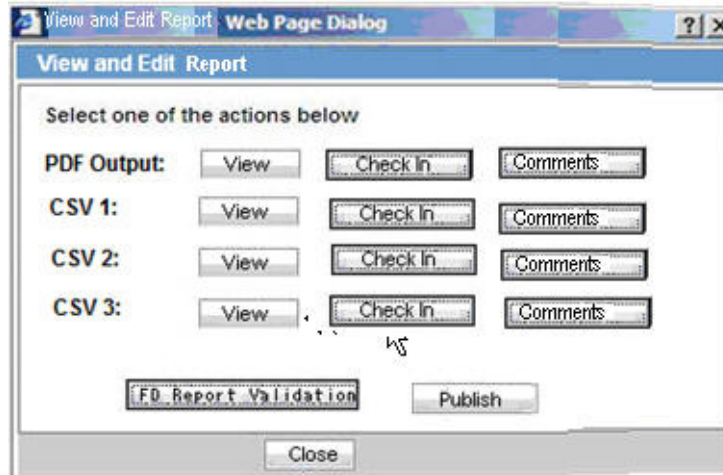 View and Edit Report Web Page Dialog ? X
View and Edit Report
Select one of the actions below
PDF Output: View Check In Comments
CSV 1: View Check In Comments
CSV 2: View Check In Comments
CSV 3: View Check In Comments
FD Report Validation Publish
Close